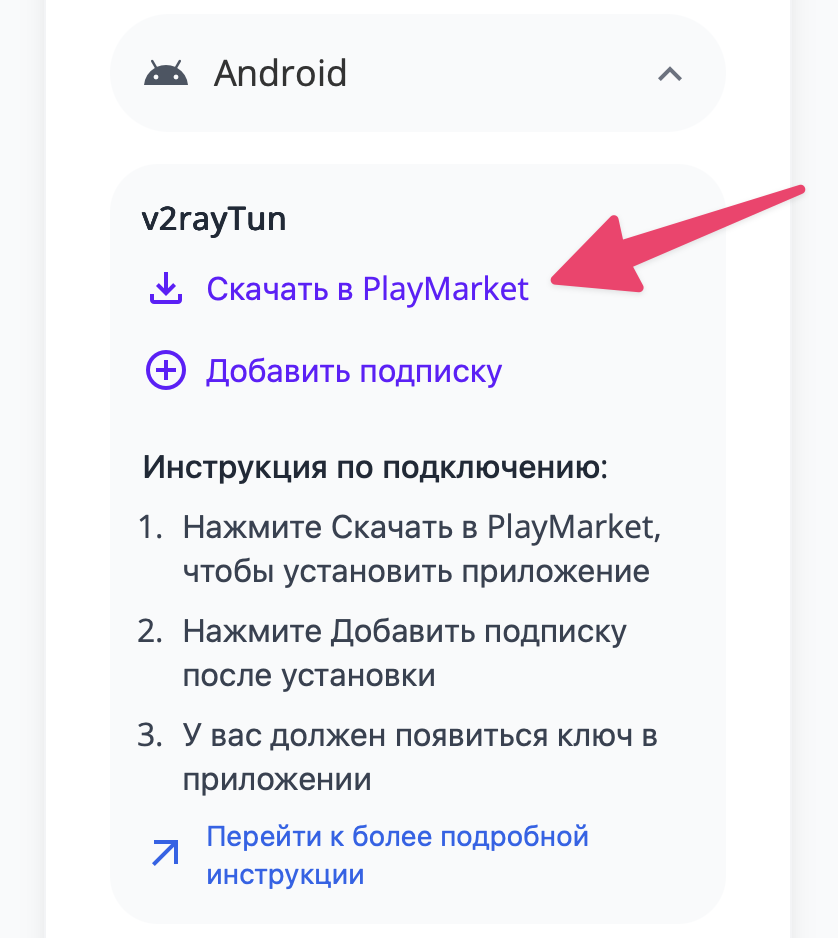 Android
v2rayTun
Скачать в PlayMarket
Добавить подписку
Инструкция по подключению:
1. Нажмите Скачать в PlayMarket,
чтобы установить приложение
2. Нажмите Добавить подписку
после установки
3. У вас должен появиться ключ в
приложении
Перейти к более подробной
инструкции